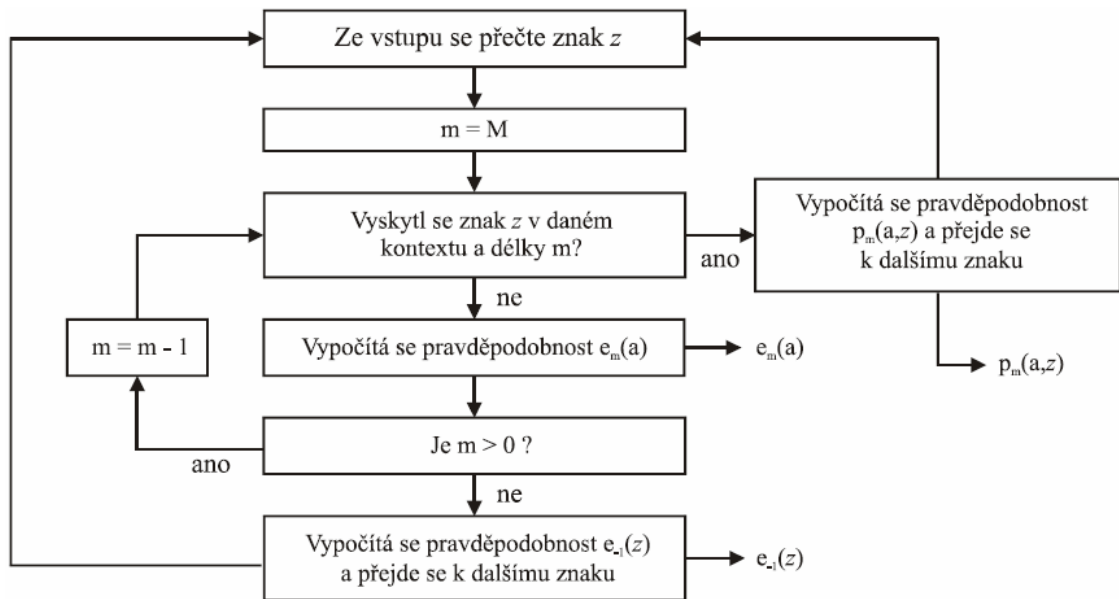 Ze vstupu se přečte znak z
m = M
Vyskytl se znak z v daném
kontextu a délky m?
ano
Vypočítá se pravděpodobnost
pₘ(a,z) a přejde se
k dalšímu znaku
ne
m = m - 1
Vypočítá se pravděpodobnost eₘ(a)
eₘ(a)
pₘ(a,z)
Je m > 0 ?
ano
ne
Vypočítá se pravděpodobnost e₋₁(z)
a přejde se k dalšímu znaku
e₋₁(z)